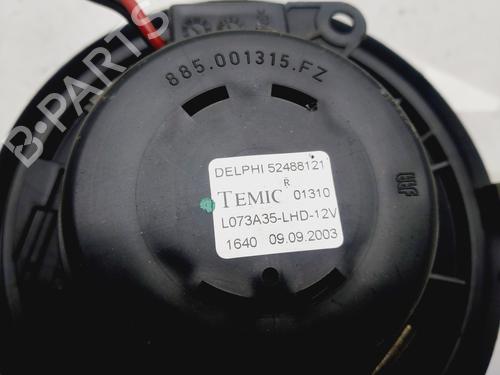 885.001315.FZ
DELPHI 52488121
TEMIC R 01310
L073A35-LHD-12V
1640 09.09.2003
B-PARTS